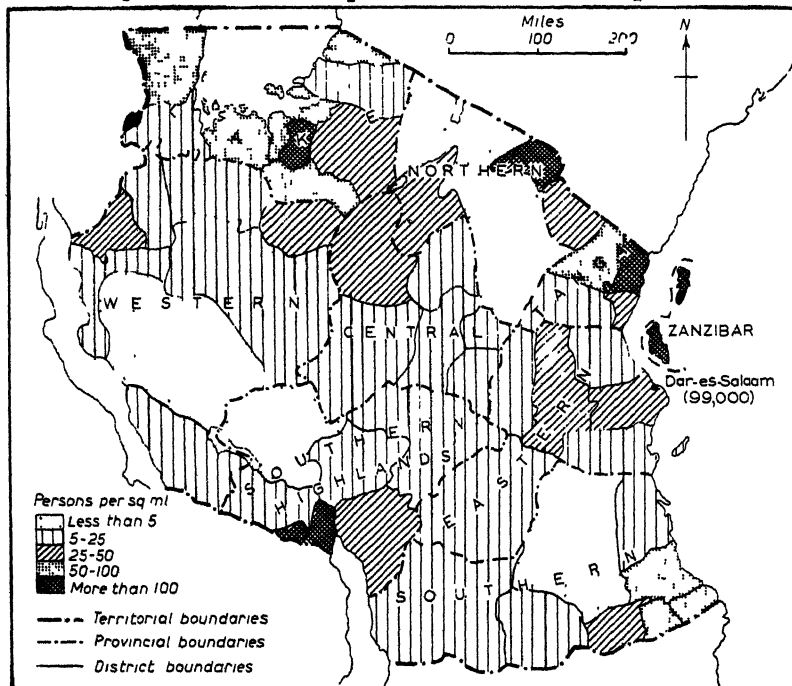 Miles
0 100 200
N
LAKE
NORTHERN
TANGA
WESTERN
CENTRAL
ZANZIBAR
Dar-es-Salaam
(99,000)
EASTERN
SOUTHERN
HIGHLANDS
SOUTHERN
Persons per sq ml
Less than 5
5-25
25-50
50-100
More than 100
Territorial boundaries
Provincial boundaries
District boundaries